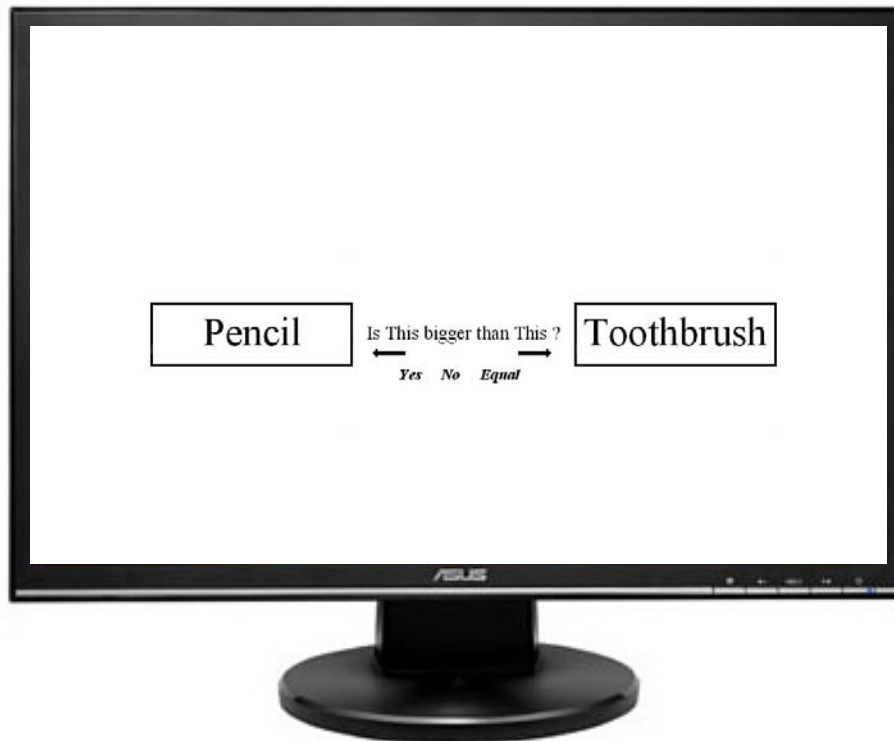 Pencil
Is This bigger than This ?
Toothbrush
Yes No Equal
ASUS